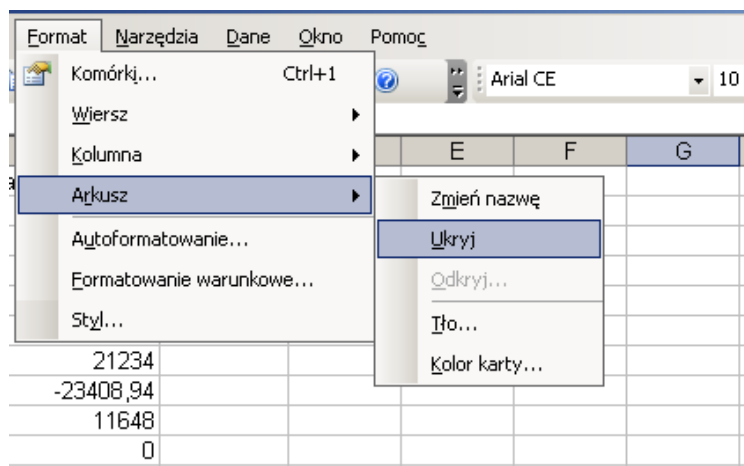 Format Narzędzia Dane Okno Pomoc
Komórki... Ctrl+1
Arial CE 10
Wiersz
Kolumna
E F G
Arkusz
Zmień nazwę
Autoformatowanie...
Ukryj
Formatowanie warunkowe...
Odkryj...
Styl...
Tło...
21234
Kolor karty...
-23408,94
11648
0